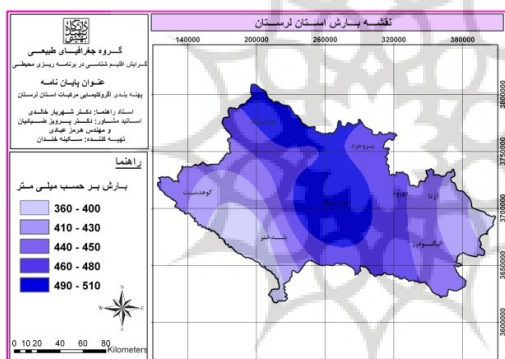 نقشه بارش استان لرستان
گروه جغرافیای طبیعی
گرایش اقلیم شناسی در برنامه ریزی محیطی
عنوان پایان نامه
پهنه بندی اگروکلیمایی مرکبات استان لرستان
استاد راهنما: دکتر شهریار خالدی
اساتید مشاور: دکتر پرویز ضیائیان
و مهندس هرمز عبادی
تهیه کننده: سکینه خندان
راهنما
بارش بر حسب میلی متر
360 - 400
410 - 430
440 - 450
460 - 480
490 - 510
0 10 20 40 60 80
Kilometers
140000 200000 260000 320000 380000
3800000
3750000
3700000
3650000
3600000
بروجرد
کوهدشت
دورود
ازنا
پلدختر
الیگودرز